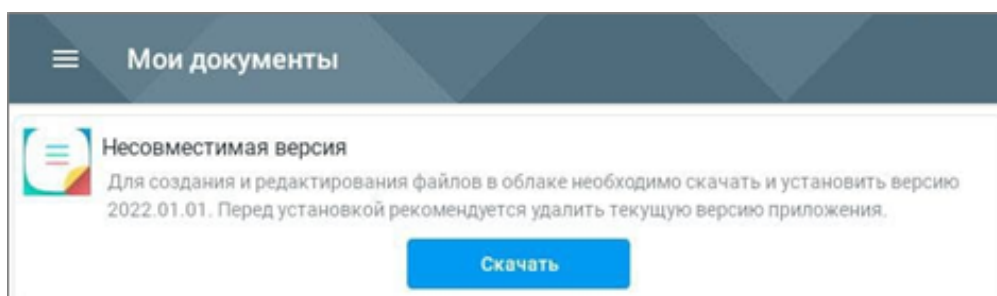 Мои документы
Несовместимая версия
Для создания и редактирования файлов в облаке необходимо скачать и установить версию
2022.01.01. Перед установкой рекомендуется удалить текущую версию приложения.
Скачать